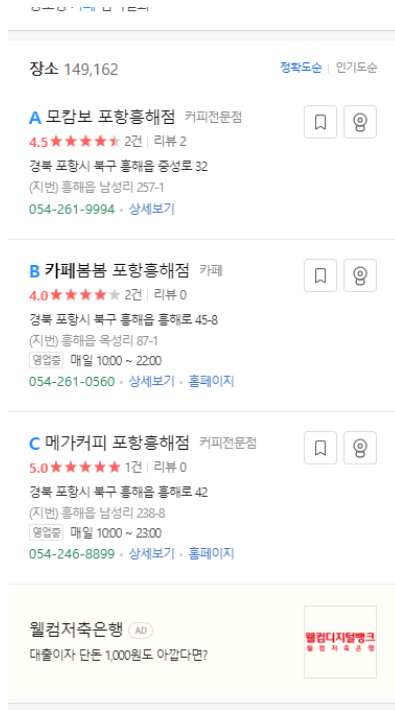 장소 149,162
정확도순 인기도순
A 모캄보 포항흥해점 커피전문점
4.5★★★★★ 2건 리뷰 2
경북 포항시 북구 흥해읍 중성로 32
(지번) 흥해읍 남성리 257-1
054-261-9994 • 상세보기
B 카페봄봄 포항흥해점 카페
4.0★★★★★ 2건 리뷰 0
경북 포항시 북구 흥해읍 흥해로 45-8
(지번) 흥해읍 옥성리 87-1
영업중 매일 10:00 ~ 22:00
054-261-0560 • 상세보기 • 홈페이지
C 메가커피 포항흥해점 커피전문점
5.0★★★★★ 1건 리뷰 0
경북 포항시 북구 흥해읍 흥해로 42
(지번) 흥해읍 남성리 238-8
영업중 매일 10:00 ~ 23:00
054-246-8899 • 상세보기 • 홈페이지
웰컴저축은행 AD
대출이자 단돈 1,000원도 아깝다면?
웰컴디지털뱅크
웰컴저축은행